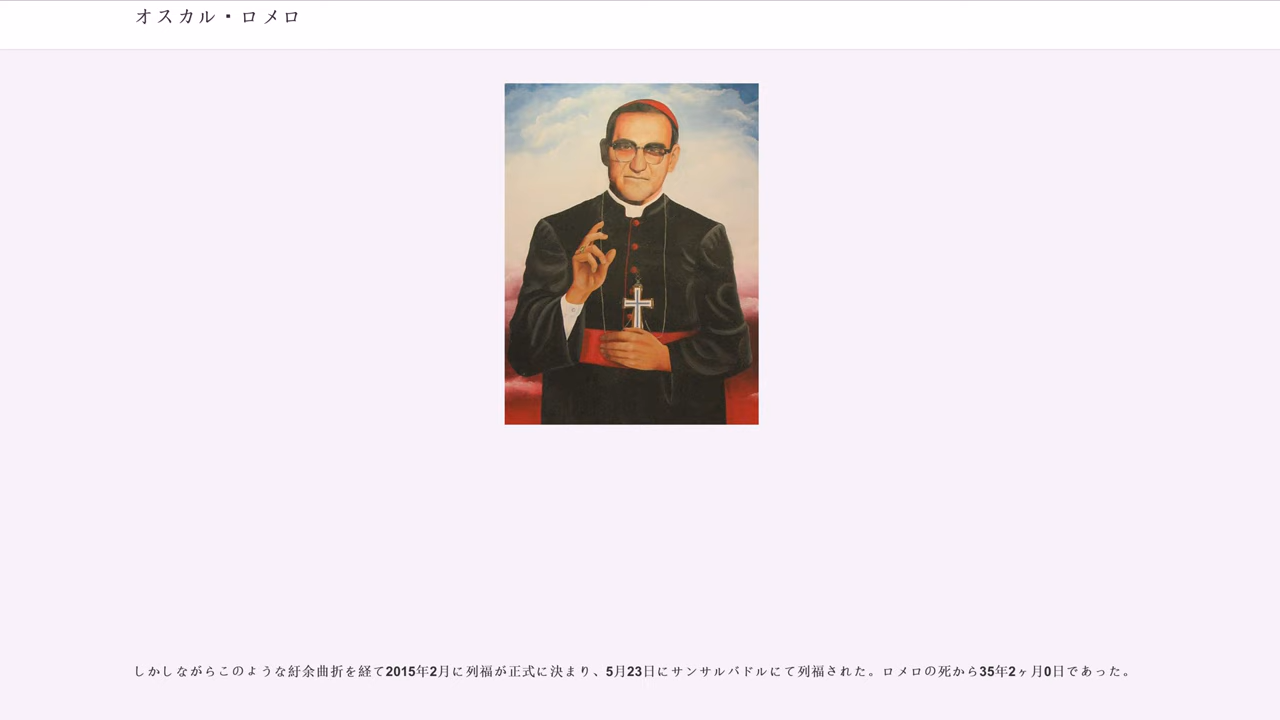 オスカル・ロメロ
しかしながらこのような紆余曲折を経て2015年2月に列福が正式に決まり、5月23日にサンサルバドルにて列福された。ロメロの死から35年2ヶ月0日であった。